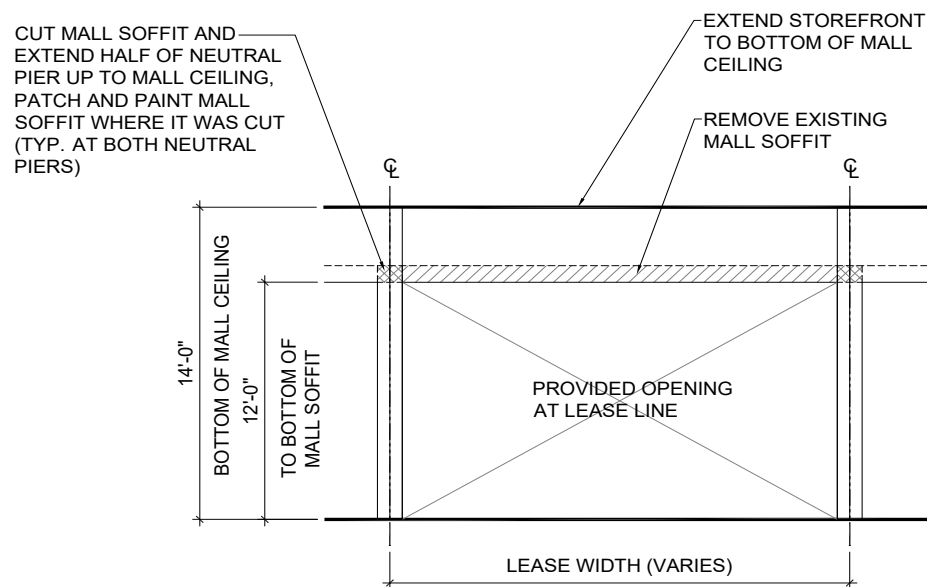 CUT MALL SOFFIT AND
EXTEND HALF OF NEUTRAL
PIER UP TO MALL CEILING,
PATCH AND PAINT MALL
SOFFIT WHERE IT WAS CUT
(TYP. AT BOTH NEUTRAL
PIERS)
EXTEND STOREFRONT
TO BOTTOM OF MALL
CEILING
REMOVE EXISTING
MALL SOFFIT
℄
℄
14'-0"
BOTTOM OF MALL CEILING
12'-0"
TO BOTTOM OF
MALL SOFFIT
PROVIDED OPENING
AT LEASE LINE
LEASE WIDTH (VARIES)